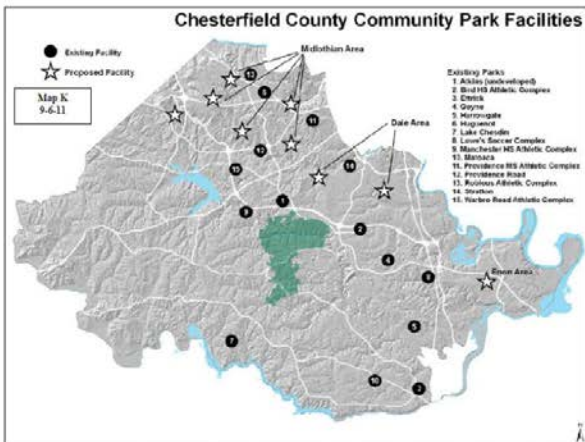 Chesterfield County Community Park Facilities
Existing Facility
Proposed Facility
Map K
9-6-11
Midlothian Area
Dale Area
Enon Area
Existing Parks
1. Atkins (undeveloped)
2. Bird HS Athletic Complex
3. Ettrick
4. Goyne
5. Harrowgate
6. Huguenot
7. Lake Chesdin
8. Lowe's Soccer Complex
9. Manchester HS Athletic Complex
10. Matoaca
11. Providence MS Athletic Complex
12. Providence Road
13. Robious Athletic Complex
14. Stratton
15. Warbro Road Athletic Complex
13
6
11
12
15
14
1
9
2
4
8
5
7
10
3